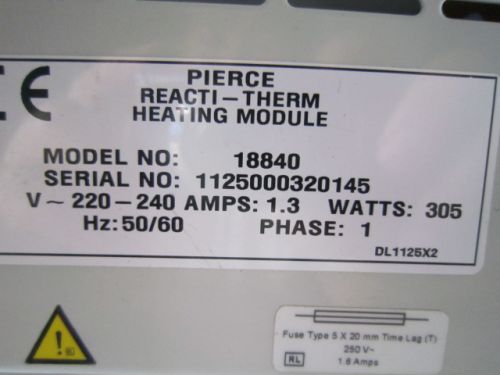 CE
PIERCE
REACTI-THERM
HEATING MODULE
MODEL NO: 18840
SERIAL NO: 1125000320145
V~ 220-240 AMPS: 1.3 WATTS: 305
Hz: 50/60 PHASE: 1
DL1125X2
Fuse Type 5 X 20 mm Time Lag (T)
250 V~
RL 1.6 Amps